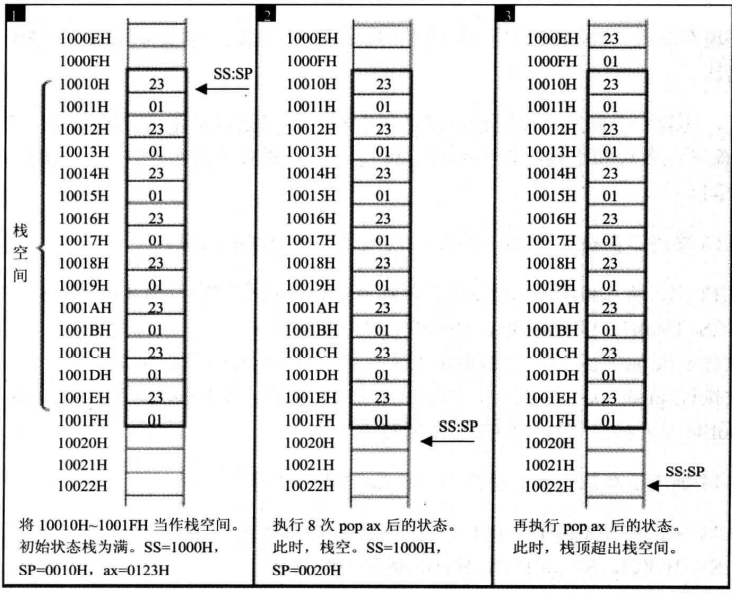 1
1000EH
1000FH
10010H 23 SS:SP
10011H 01
10012H 23
10013H 01
10014H 23
10015H 01
10016H 23
10017H 01
10018H 23
10019H 01
1001AH 23
1001BH 01
1001CH 23
1001DH 01
1001EH 23
1001FH 01
10020H
10021H
10022H
栈空间
将 10010H~1001FH 当作栈空间。
初始状态栈为满。SS=1000H,
SP=0010H, ax=0123H
2
1000EH
1000FH
10010H 23
10011H 01
10012H 23
10013H 01
10014H 23
10015H 01
10016H 23
10017H 01
10018H 23
10019H 01
1001AH 23
1001BH 01
1001CH 23
1001DH 01
1001EH 23
1001FH 01
10020H SS:SP
10021H
10022H
执行 8 次 pop ax 后的状态。
此时，栈空。SS=1000H,
SP=0020H
3
1000EH 23
1000FH 01
10010H 23
10011H 01
10012H 23
10013H 01
10014H 23
10015H 01
10016H 23
10017H 01
10018H 23
10019H 01
1001AH 23
1001BH 01
1001CH 23
1001DH 01
1001EH 23
1001FH 01
10020H
10021H
10022H SS:SP
再执行 pop ax 后的状态。
此时，栈顶超出栈空间。